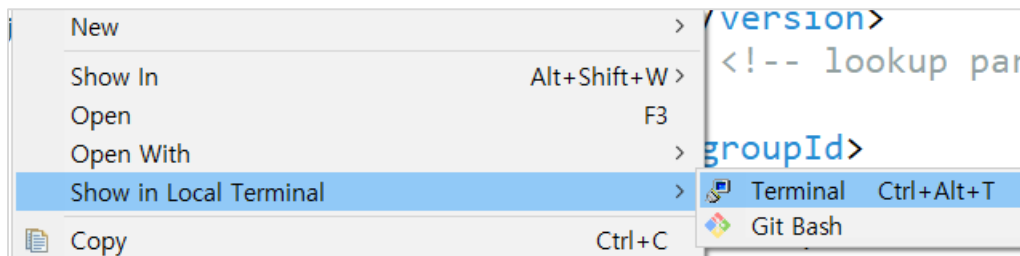 New
/version>
<!-- lookup par
Show In Alt+Shift+W
Open F3
Open With
groupId>
Show in Local Terminal
Terminal Ctrl+Alt+T
Git Bash
Copy Ctrl+C